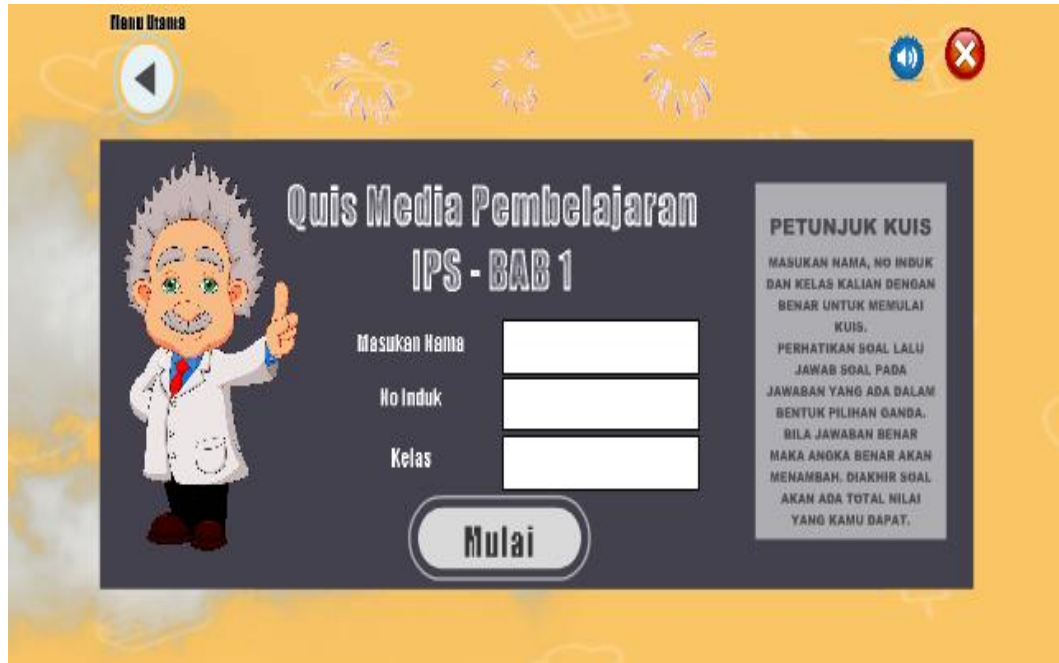 Menu Utama
Quis Media Pembelajaran
IPS - BAB 1
Masukan Nama
No Induk
Kelas
Mulai
PETUNJUK KUIS
MASUKAN NAMA, NO INDUK
DAN KELAS KALIAN DENGAN
BENAR UNTUK MEMULAI
KUIS.
PERHATIKAN SOAL LALU
JAWAB SOAL PADA
JAWABAN YANG ADA DALAM
BENTUK PILIHAN GANDA.
BILA JAWABAN BENAR
MAKA ANGKA BENAR AKAN
MENAMBAH. DIAKHIR SOAL
AKAN ADA TOTAL NILAI
YANG KAMU DAPAT.